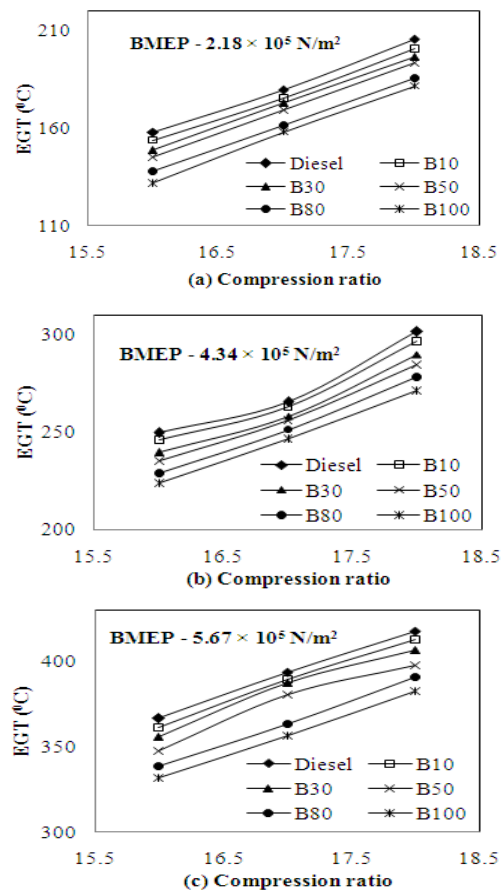 210
BMEP - 2.18 × 10⁵ N/m²
EGT (⁰C)
160
Diesel B10
B30 B50
B80 B100
110
15.5 16.5 17.5 18.5
(a) Compression ratio
300
BMEP - 4.34 × 10⁵ N/m²
EGT (⁰C)
250
Diesel B10
B30 B50
B80 B100
200
15.5 16.5 17.5 18.5
(b) Compression ratio
BMEP - 5.67 × 10⁵ N/m²
400
EGT (⁰C)
350
Diesel B10
B30 B50
B80 B100
300
15.5 16.5 17.5 18.5
(c) Compression ratio